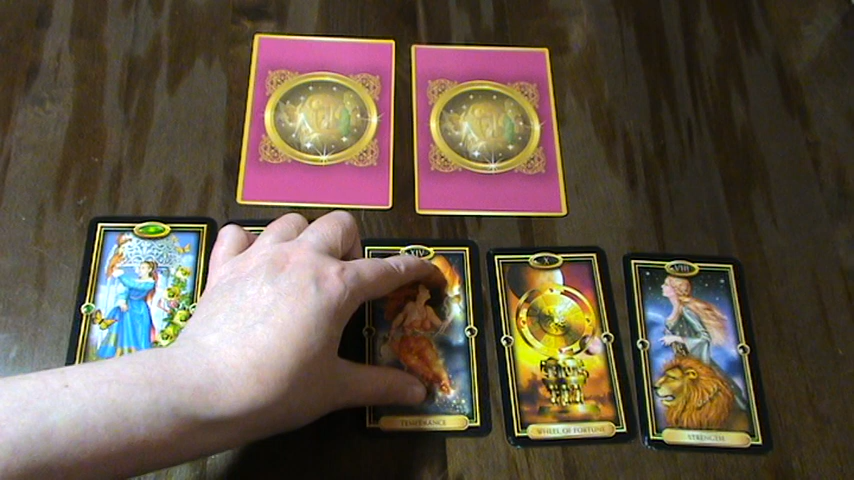 XIV
X
VIII
TEMPERANCE
WHEEL OF FORTUNE
STRENGTH